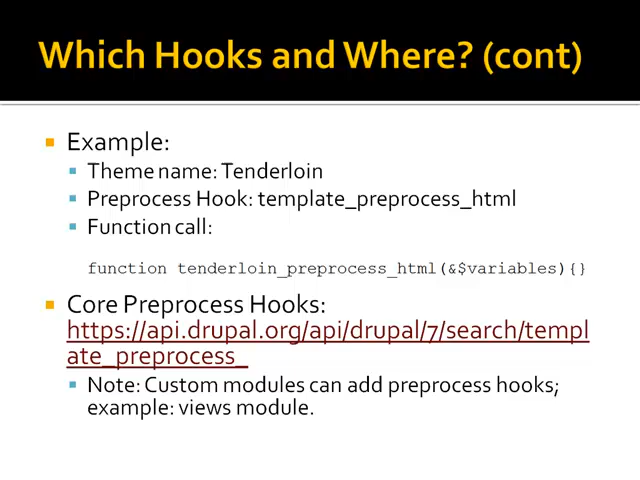 Which Hooks and Where? (cont)
Example:
Theme name: Tenderloin
Preprocess Hook: template_preprocess_html
Function call:
function tenderloin_preprocess_html(&$variables){}
Core Preprocess Hooks:
https://api.drupal.org/api/drupal/7/search/templ
ate_preprocess_
Note: Custom modules can add preprocess hooks;
example: views module.